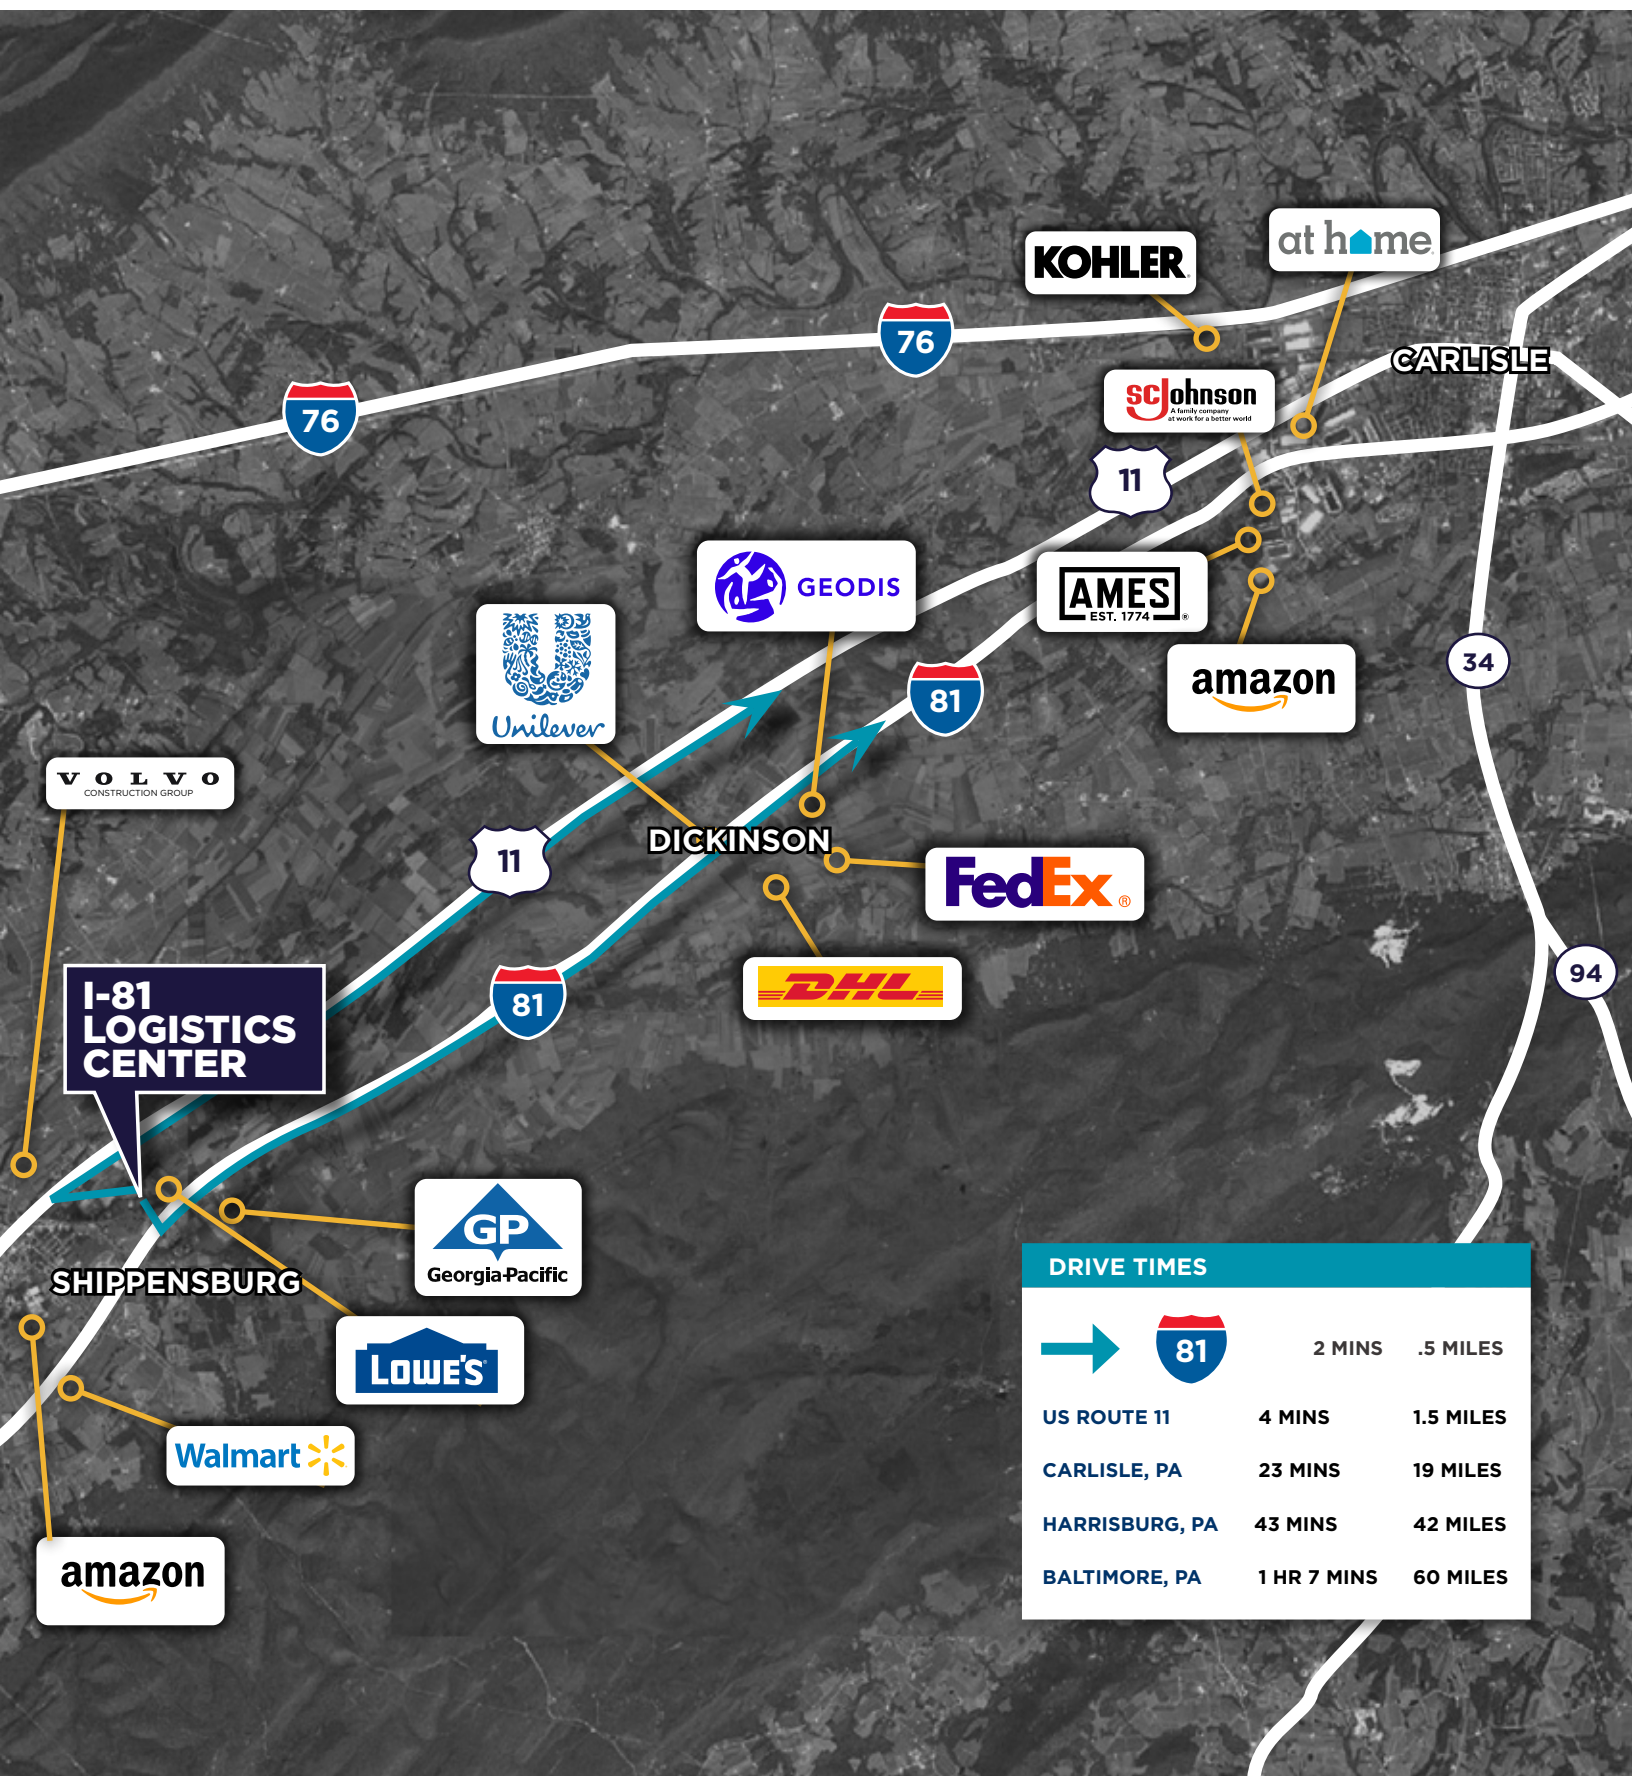 KOHLER
at home
76
76
CARLISLE
scjohnson
A family company
at work for a better world
11
GEODIS
AMES
EST. 1774
®
Unilever
34
81
amazon
VOLVO
CONSTRUCTION GROUP
DICKINSON
11
FedEx®
94
DHL
I-81
LOGISTICS
CENTER
81
GP
Georgia-Pacific
SHIPPENSBURG
LOWE'S
Walmart
amazon
DRIVE TIMES
81 2 MINS .5 MILES
US ROUTE 11 4 MINS 1.5 MILES
CARLISLE, PA 23 MINS 19 MILES
HARRISBURG, PA 43 MINS 42 MILES
BALTIMORE, PA 1 HR 7 MINS 60 MILES